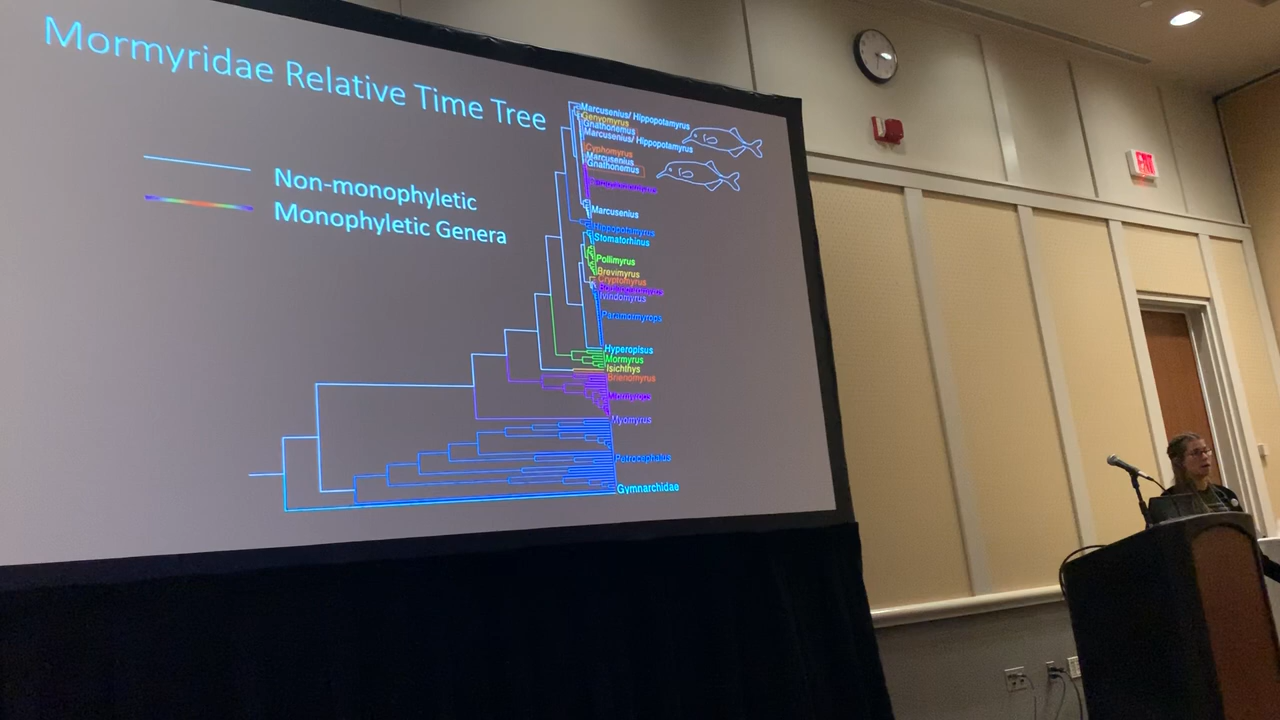 Mormyridae Relative Time Tree
Non-monophyletic
Monophyletic Genera
Marcusenius/ Hippopotamyrus
Genyomyrus
Gnathonemus
Marcusenius/ Hippopotamyrus
Cyphomyrus
Marcusenius
Gnathonemus
Marcusenius
Hippopotamyrus
Stomatorhinus
Pollimyrus
Brevimyrus
Cryptomyrus
Ivindomyrus
Paramormyrops
Hyperopisus
Mormyrus
Isichthys
Brienomyrus
Mormyrops
Myomyrus
Petrocephalus
Gymnarchidae
EXIT